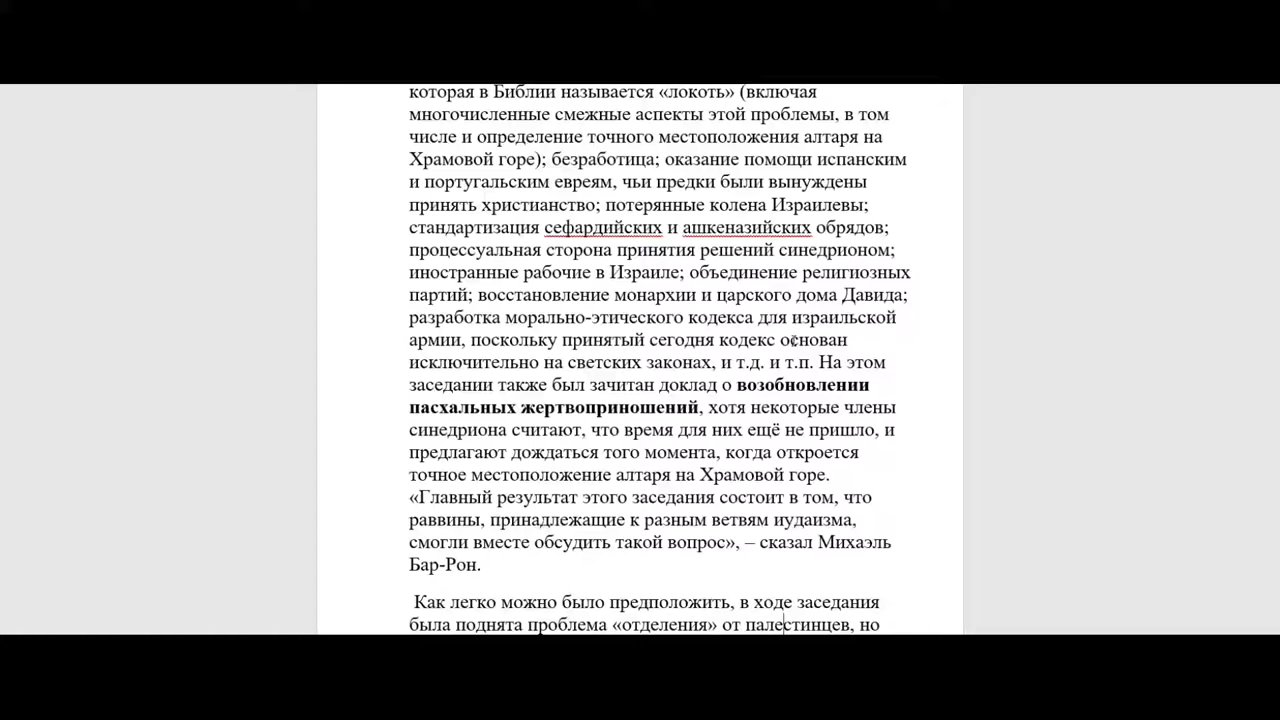 которая в Библии называется «локоть» (включая
многочисленные смежные аспекты этой проблемы, в том
числе и определение точного местоположения алтаря на
Храмовой горе); безработица; оказание помощи испанским
и португальским евреям, чьи предки были вынуждены
принять христианство; потерянные колена Израилевы;
стандартизация сефардийских и ашкеназийских обрядов;
процессуальная сторона принятия решений синедрионом;
иностранные рабочие в Израиле; объединение религиозных
партий; восстановление монархии и царского дома Давида;
разработка морально-этического кодекса для израильской
армии, поскольку принятый сегодня кодекс основан
исключительно на светских законах, и т.д. и т.п. На этом
заседании также был зачитан доклад о возобновлении
пасхальных жертвоприношений, хотя некоторые члены
синедриона считают, что время для них ещё не пришло, и
предлагают дождаться того момента, когда откроется
точное местоположение алтаря на Храмовой горе.
«Главный результат этого заседания состоит в том, что
раввины, принадлежащие к разным ветвям иудаизма,
смогли вместе обсудить такой вопрос», – сказал Михаэль
Бар-Рон.
Как легко можно было предположить, в ходе заседания
была поднята проблема «отделения» от палестинцев, но